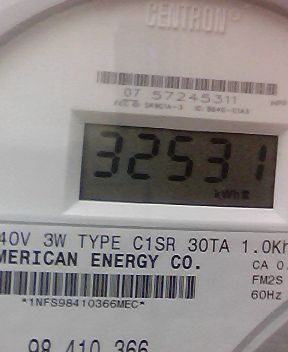 CENTRON®
07 57245311
32531
kWh
40V 3W TYPE C1SR 30TA 1.0Kh
MERICAN ENERGY CO.
CA 0.
FM2S
60Hz
*1NFS98410366MEC*
98 410 366